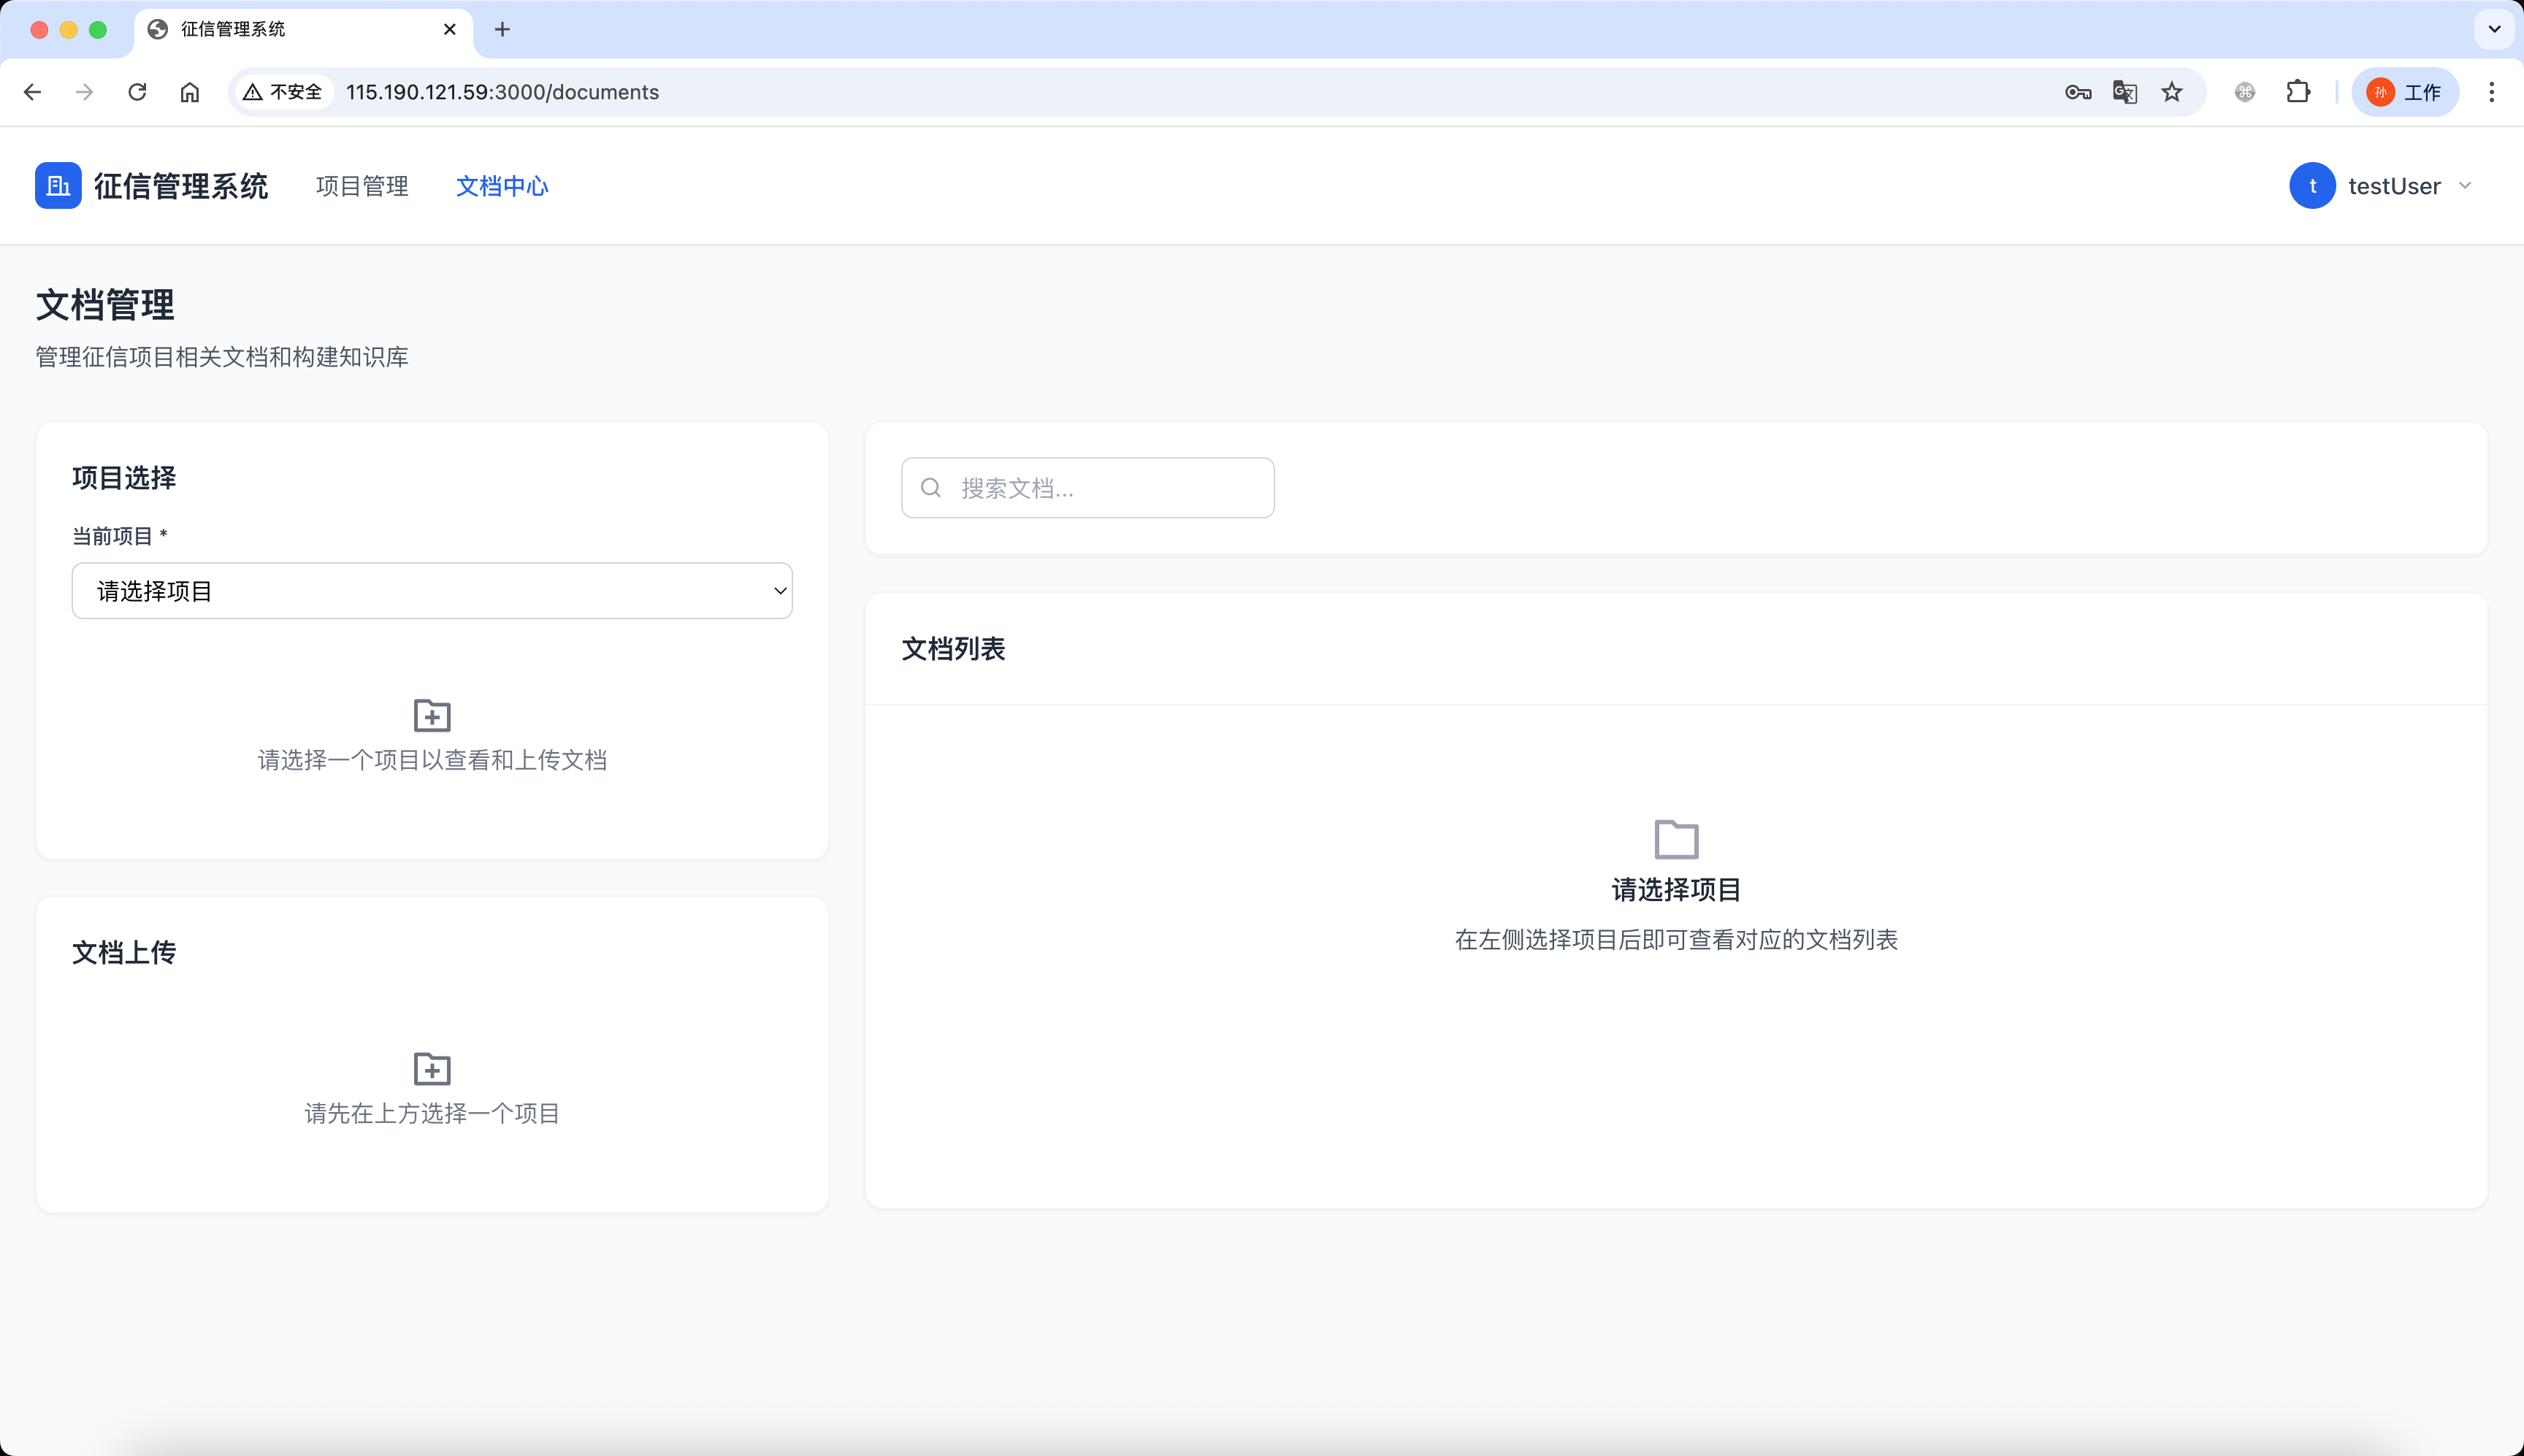 征信管理系统
不安全
115.190.121.59:3000/documents
孙
工作
征信管理系统
项目管理
文档中心
t
testUser
文档管理
管理征信项目相关文档和构建知识库
项目选择
当前项目 *
请选择项目
请选择一个项目以查看和上传文档
文档上传
请先在上方选择一个项目
搜索文档...
文档列表
请选择项目
在左侧选择项目后即可查看对应的文档列表